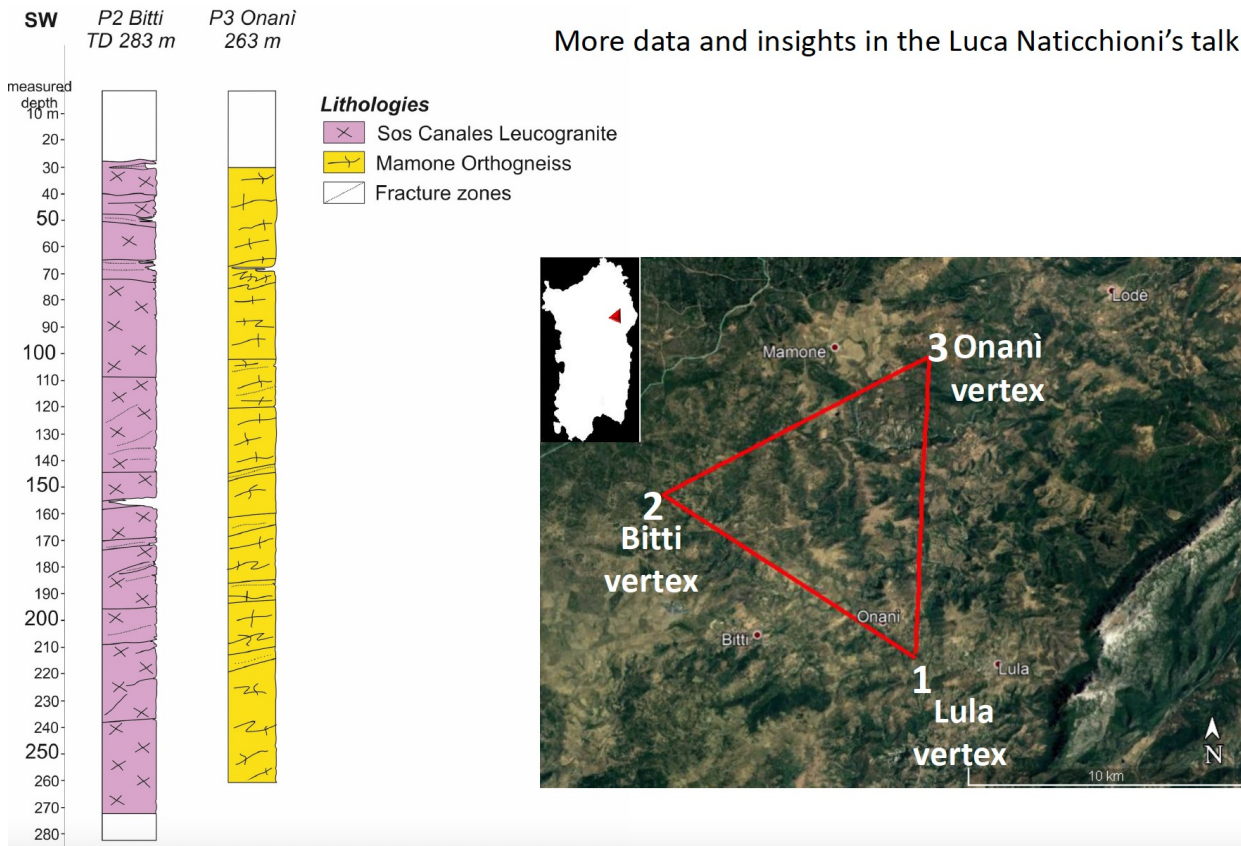 SW
P2 Bitti
TD 283 m
P3 Onanì
263 m
More data and insights in the Luca Naticchioni's talk
measured
depth
10 m
20
30
40
50
60
70
80
90
100
110
120
130
140
150
160
170
180
190
200
210
220
230
240
250
260
270
280
Lithologies
Sos Canales Leucogranite
Mamone Orthogneiss
Fracture zones
Lodè
Mamone
3 Onanì
vertex
2
Bitti
vertex
Onanì
Bitti
1
Lula
Lula
vertex
N
10 km